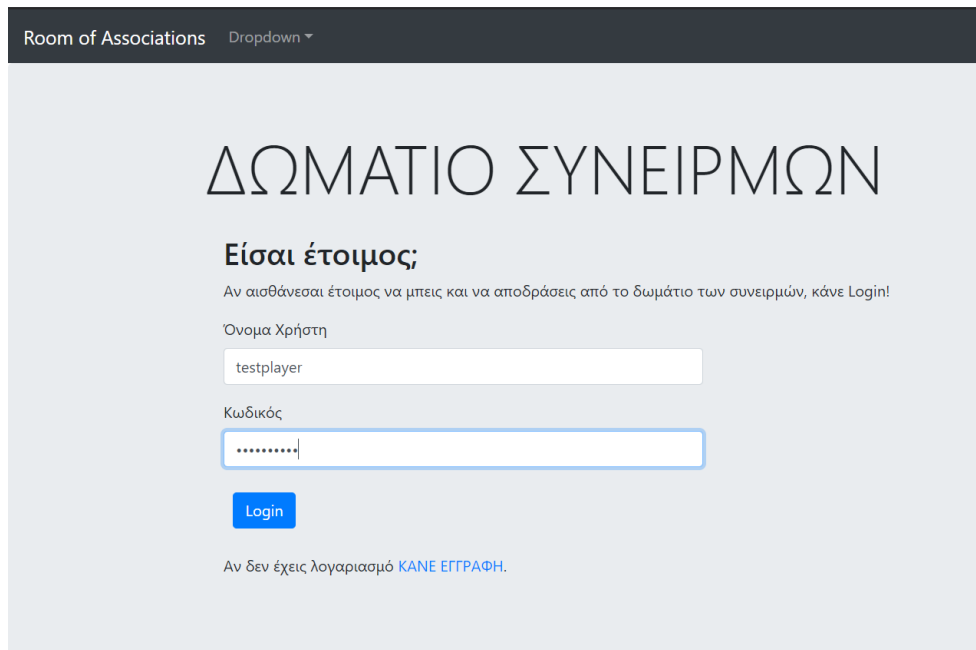 Room of Associations Dropdown
ΔΩΜΑΤΙΟ ΣΥΝΕΙΡΜΩΝ
Είσαι έτοιμος;
Αν αισθάνεσαι έτοιμος να μπεις και να αποδράσεις από το δωμάτιο των συνειρμών, κάνε Login!
Όνομα Χρήστη
testplayer
Κωδικός
••••••••••
Login
Αν δεν έχεις λογαριασμό ΚΑΝΕ ΕΓΓΡΑΦΗ.